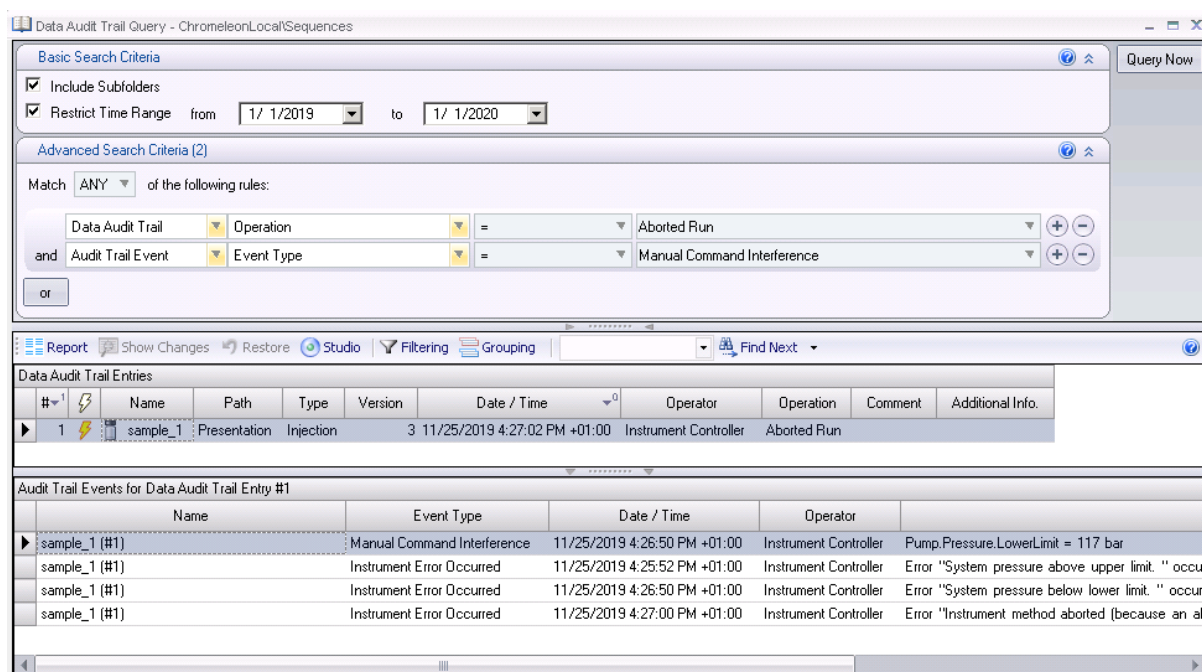 Data Audit Trail Query - ChromeleonLocal\Sequences
Basic Search Criteria
Query Now
Include Subfolders
Restrict Time Range from 1/ 1/2019 to 1/ 1/2020
Advanced Search Criteria (2)
Match ANY of the following rules:
Data Audit Trail Operation = Aborted Run
and Audit Trail Event Event Type = Manual Command Interference
or
Report Show Changes Restore Studio Filtering Grouping Find Next
Data Audit Trail Entries
# 1 Name Path Type Version Date / Time 0 Operator Operation Comment Additional Info.
1 sample_1 Presentation Injection 3 11/25/2019 4:27:02 PM +01:00 Instrument Controller Aborted Run
Audit Trail Events for Data Audit Trail Entry #1
Name Event Type Date / Time Operator
sample_1 (#1) Manual Command Interference 11/25/2019 4:26:50 PM +01:00 Instrument Controller Pump.Pressure.LowerLimit = 117 bar
sample_1 (#1) Instrument Error Occurred 11/25/2019 4:25:52 PM +01:00 Instrument Controller Error "System pressure above upper limit. " occu
sample_1 (#1) Instrument Error Occurred 11/25/2019 4:26:50 PM +01:00 Instrument Controller Error "System pressure below lower limit. " occur
sample_1 (#1) Instrument Error Occurred 11/25/2019 4:27:00 PM +01:00 Instrument Controller Error "Instrument method aborted (because an al